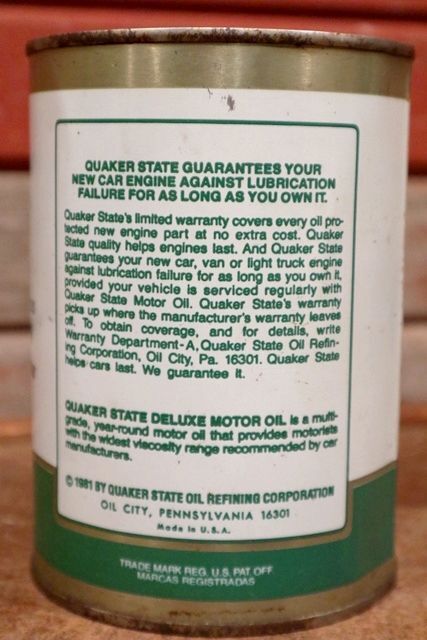 QUAKER STATE GUARANTEES YOUR
NEW CAR ENGINE AGAINST LUBRICATION
FAILURE FOR AS LONG AS YOU OWN IT.
Quaker State's limited warranty covers every oil pro-
tected new engine part at no extra cost. Quaker
State quality helps engines last. And Quaker State
guarantees your new car, van or light truck engine
against lubrication failure for as long as you own it,
provided your vehicle is serviced regularly with
Quaker State Motor Oil. Quaker State's warranty
picks up where the manufacturer's warranty leaves
off. To obtain coverage, and for details, write
Warranty Department-A, Quaker State Oil Refin-
ing Corporation, Oil City, Pa. 16301. Quaker State
helps cars last. We guarantee it.
QUAKER STATE DELUXE MOTOR OIL is a multi-
grade, year-round motor oil that provides motorists
with the widest viscosity range recommended by car
manufacturers.
© 1981 BY QUAKER STATE OIL REFINING CORPORATION
OIL CITY, PENNSYLVANIA 16301
Made in U.S.A.
TRADE MARK REG. U.S. PAT. OFF.
MARCAS REGISTRADAS